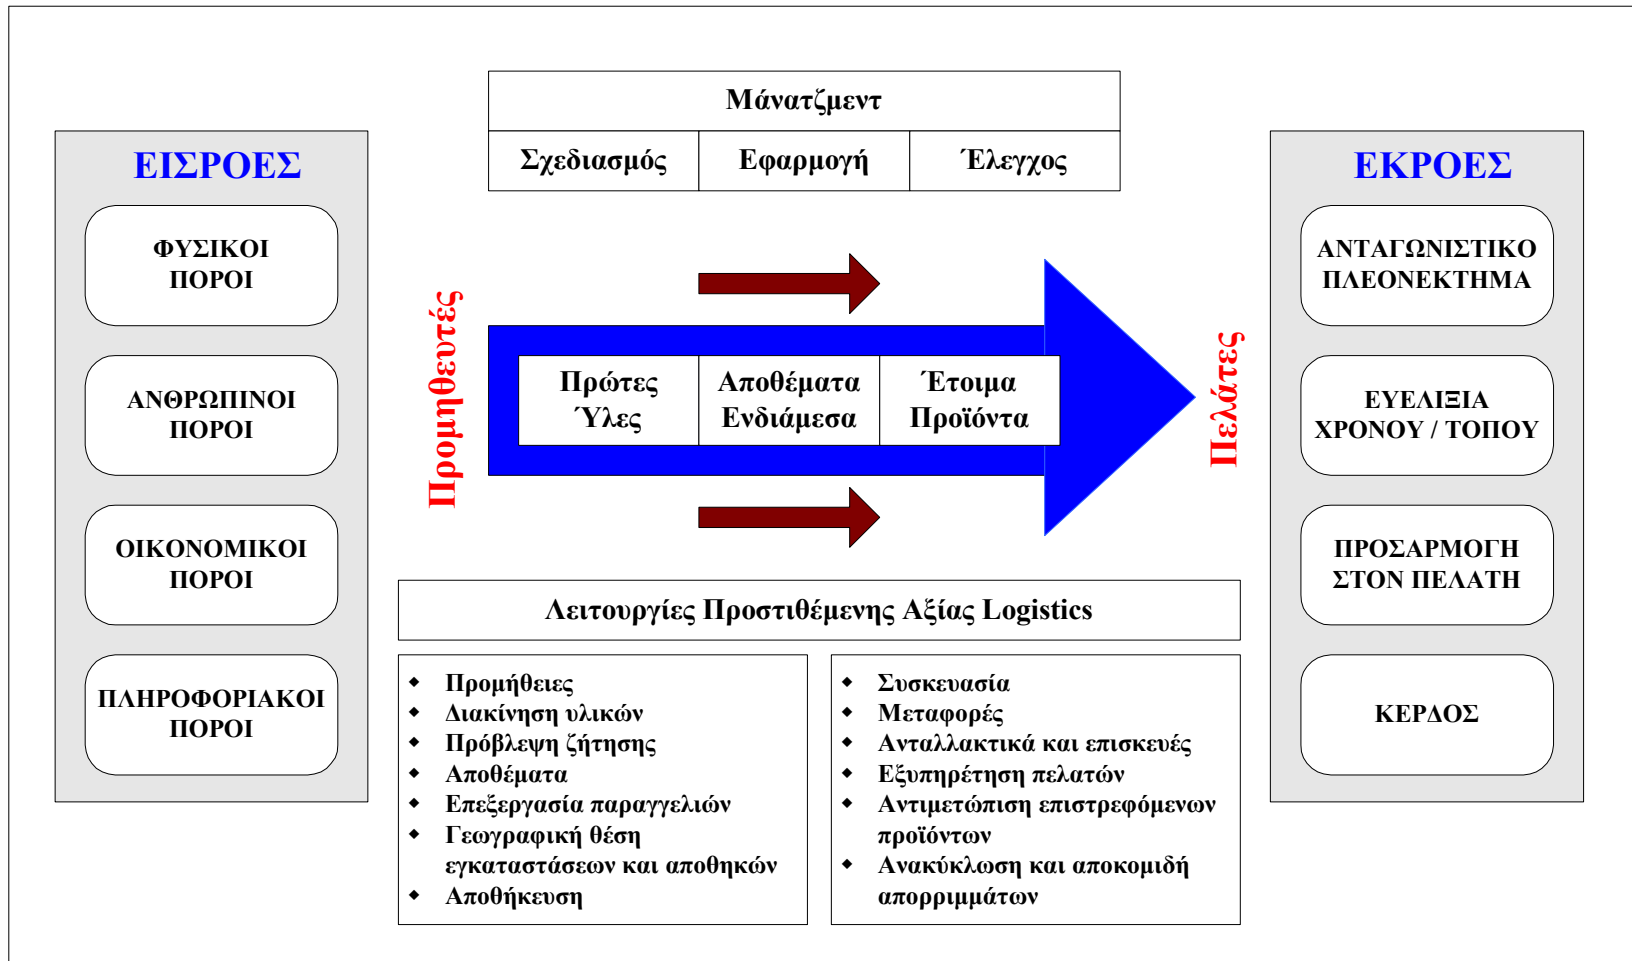 Μάνατζμεντ
Σχεδιασμός
Εφαρμογή
Έλεγχος
ΕΙΣΡΟΕΣ
ΦΥΣΙΚΟΙ
ΠΟΡΟΙ
ΑΝΘΡΩΠΙΝΟΙ
ΠΟΡΟΙ
ΟΙΚΟΝΟΜΙΚΟΙ
ΠΟΡΟΙ
ΠΛΗΡΟΦΟΡΙΑΚΟΙ
ΠΟΡΟΙ
Προμηθευτές
Πρώτες
Ύλες
Αποθέματα
Ενδιάμεσα
Έτοιμα
Προϊόντα
Πελάτες
Λειτουργίες Προστιθέμενης Αξίας Logistics
◆ Προμήθειες
◆ Διακίνηση υλικών
◆ Πρόβλεψη ζήτησης
◆ Αποθέματα
◆ Επεξεργασία παραγγελιών
◆ Γεωγραφική θέση
εγκαταστάσεων και αποθηκών
◆ Αποθήκευση
◆ Συσκευασία
◆ Μεταφορές
◆ Ανταλλακτικά και επισκευές
◆ Εξυπηρέτηση πελατών
◆ Αντιμετώπιση επιστρεφόμενων
προϊόντων
◆ Ανακύκλωση και αποκομιδή
απορριμμάτων
ΕΚΡΟΕΣ
ΑΝΤΑΓΩΝΙΣΤΙΚΟ
ΠΛΕΟΝΕΚΤΗΜΑ
ΕΥΕΛΙΞΙΑ
ΧΡΟΝΟΥ / ΤΟΠΟΥ
ΠΡΟΣΑΡΜΟΓΗ
ΣΤΟΝ ΠΕΛΑΤΗ
ΚΕΡΔΟΣ